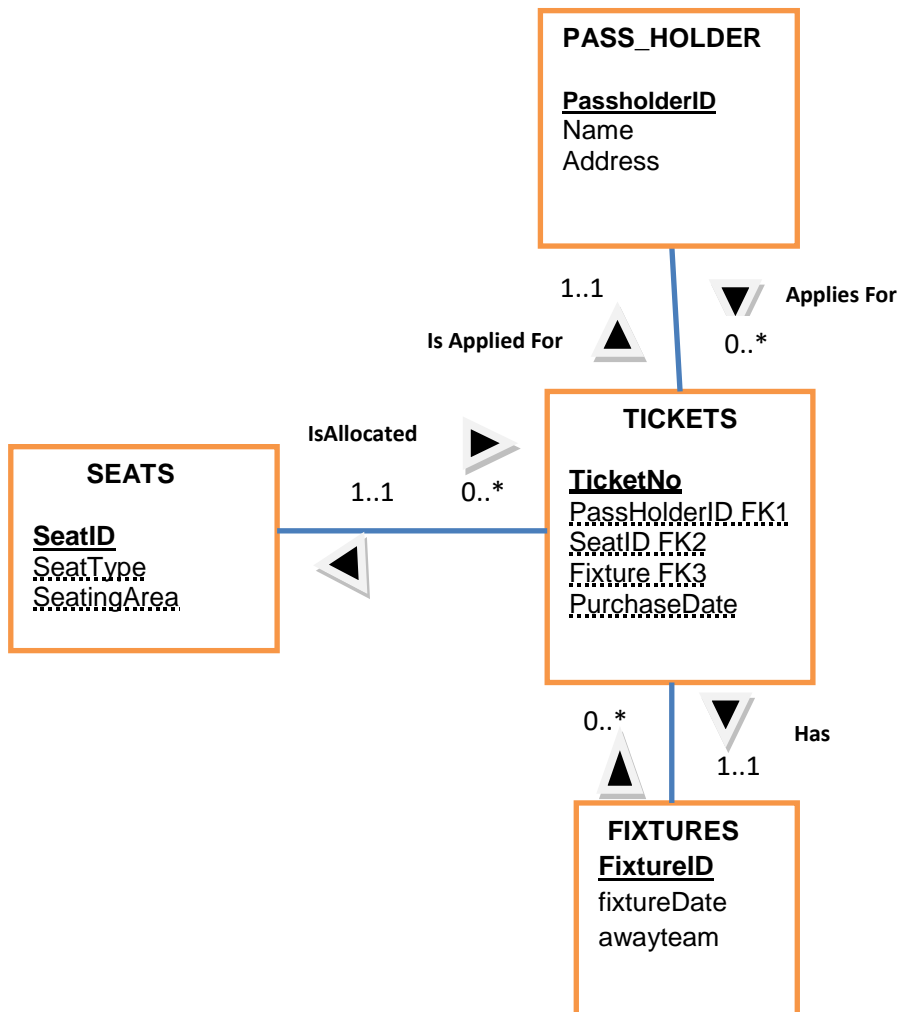 PASS_HOLDER
PassholderID
Name
Address
1..1
Applies For
Is Applied For
0..*
TICKETS
IsAllocated
SEATS
1..1
0..*
TicketNo
PassHolderID FK1
SeatID
SeatID FK2
SeatType
Fixture FK3
SeatingArea
PurchaseDate
0..*
Has
1..1
FIXTURES
FixtureID
fixtureDate
awayteam